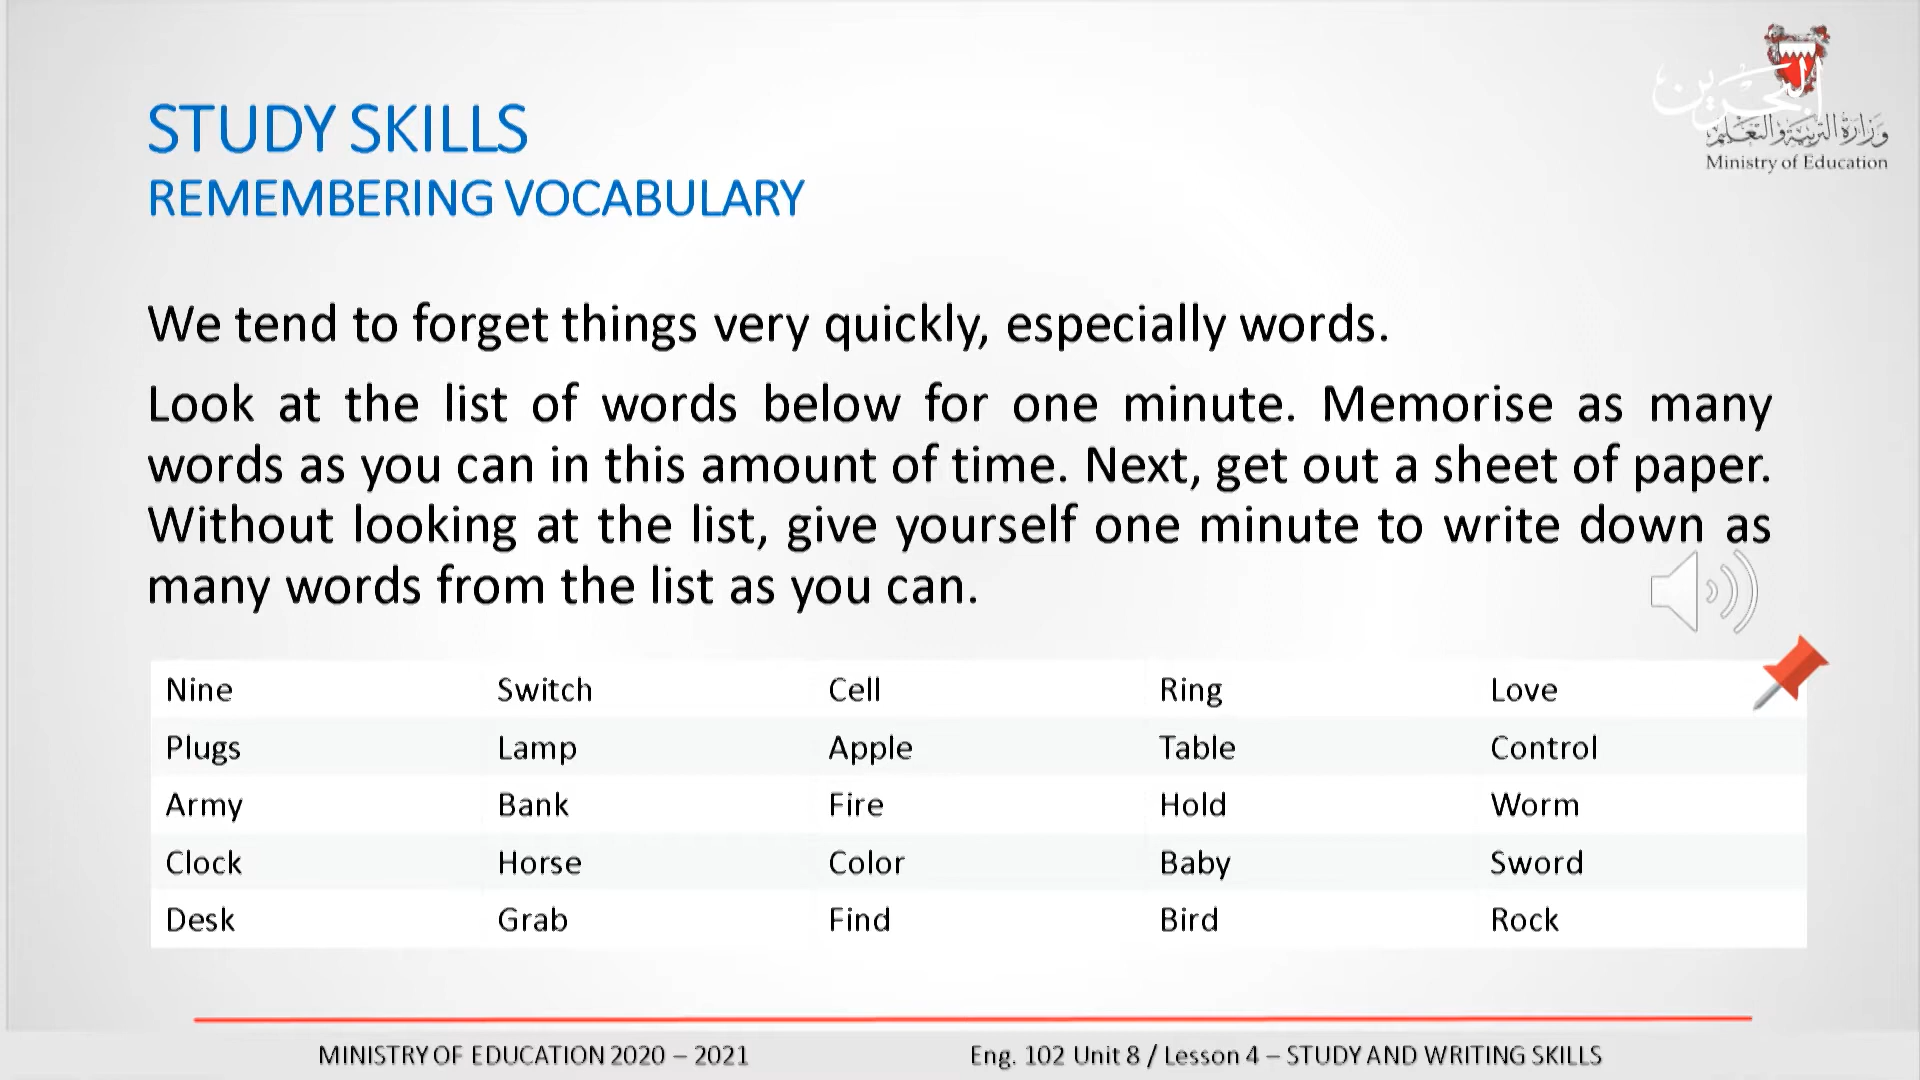 البحرين
وزارة التربية والتعليم
Ministry of Education
STUDY SKILLS
REMEMBERING VOCABULARY
We tend to forget things very quickly, especially words.
Look at the list of words below for one minute. Memorise as many
words as you can in this amount of time. Next, get out a sheet of paper.
Without looking at the list, give yourself one minute to write down as
many words from the list as you can.
Nine Switch Cell Ring Love
Plugs Lamp Apple Table Control
Army Bank Fire Hold Worm
Clock Horse Color Baby Sword
Desk Grab Find Bird Rock
MINISTRY OF EDUCATION 2020 – 2021 Eng. 102 Unit 8 / Lesson 4 – STUDY AND WRITING SKILLS